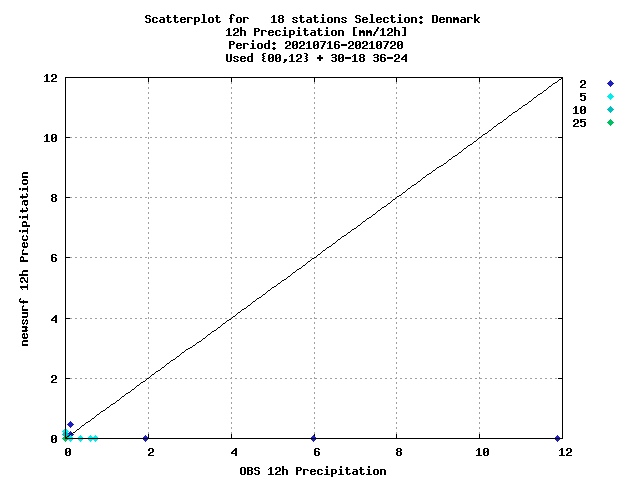 Scatterplot for   18 stations Selection: Denmark
12h Precipitation [mm/12h]
Period: 20210716-20210720
Used {00,12} + 30-18 36-24
12
10
8
6
4
2
0
0 2 4 6 8 10 12
newsurf 12h Precipitation
OBS 12h Precipitation
2
5
10
25